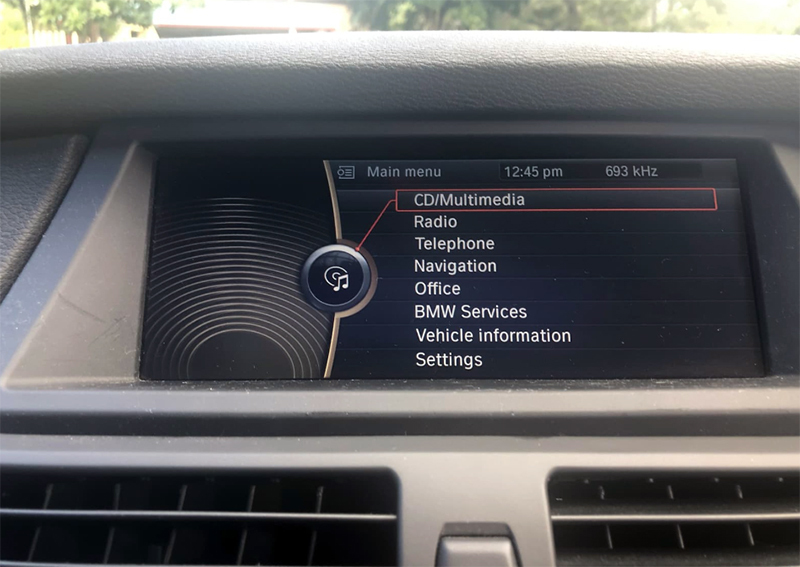 Main menu 12:45 pm 693 kHz
CD/Multimedia
Radio
Telephone
Navigation
Office
BMW Services
Vehicle information
Settings